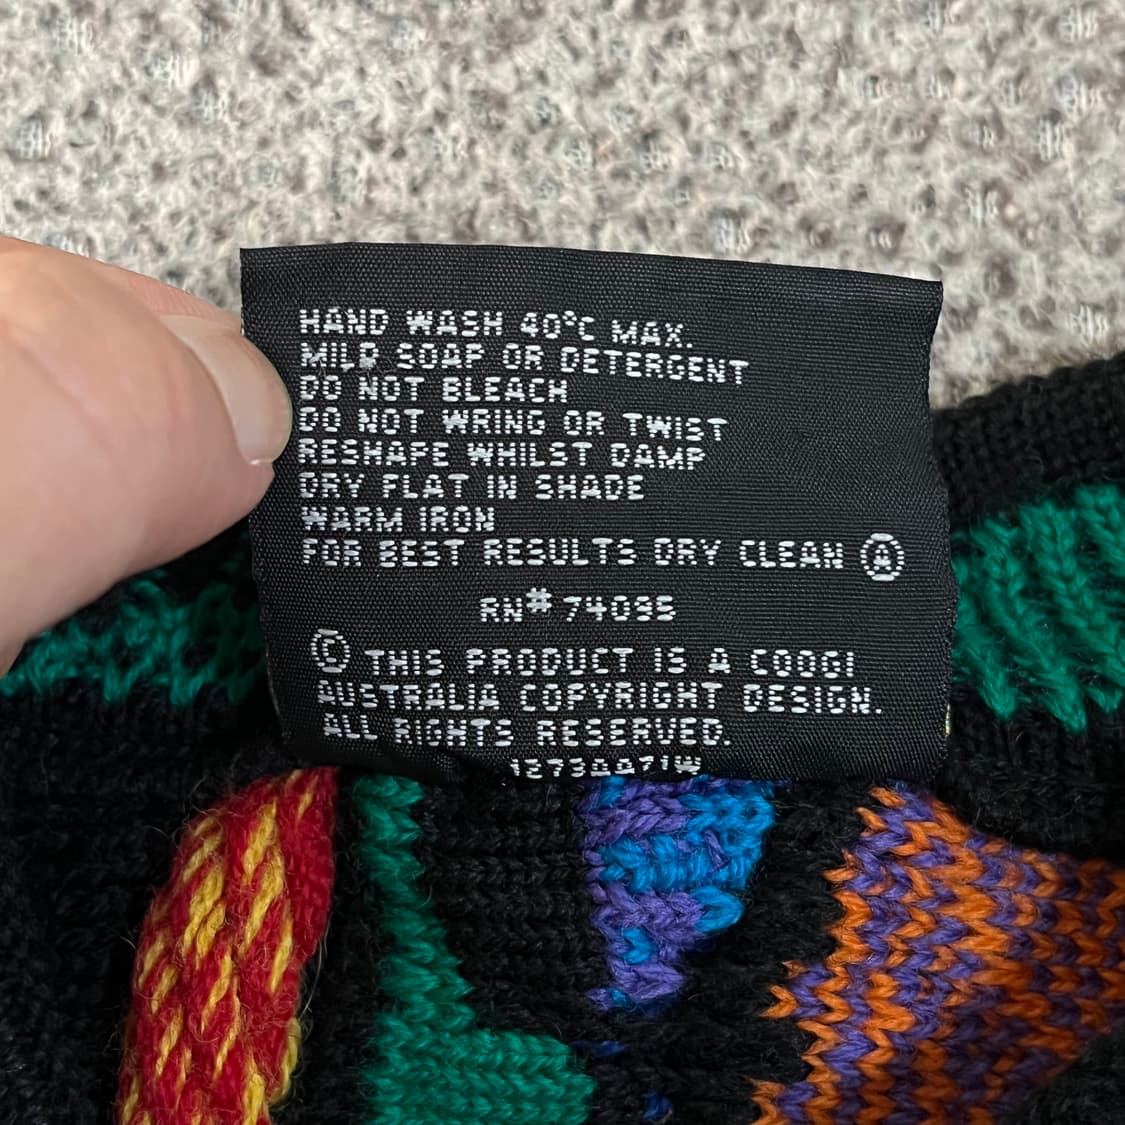 HAND WASH 40°C MAX.
MILD SOAP OR DETERGENT
DO NOT BLEACH
DO NOT WRING OR TWIST
RESHAPE WHILST DAMP
DRY FLAT IN SHADE
WARM IRON
FOR BEST RESULTS DRY CLEAN Ⓐ
RN# 74095
© THIS PRODUCT IS A COOGI
AUSTRALIA COPYRIGHT DESIGN.
ALL RIGHTS RESERVED.